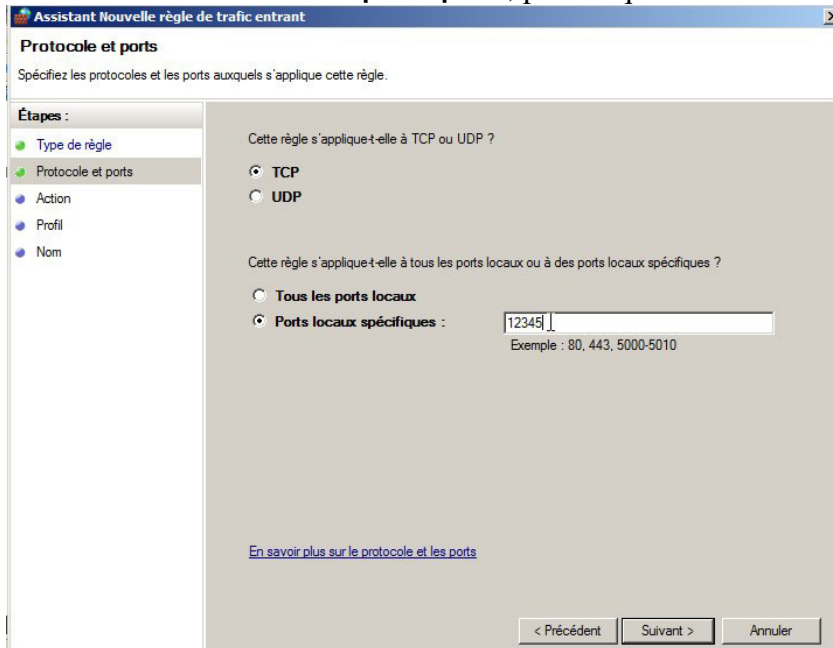 Assistant Nouvelle règle de trafic entrant
Protocole et ports
Spécifiez les protocoles et les ports auxquels s'applique cette règle.
Étapes :
Type de règle
Protocole et ports
Action
Profil
Nom
Cette règle s'applique-t-elle à TCP ou UDP ?
TCP
UDP
Cette règle s'applique-t-elle à tous les ports locaux ou à des ports locaux spécifiques ?
Tous les ports locaux
Ports locaux spécifiques : 12345
Exemple : 80, 443, 5000-5010
En savoir plus sur le protocole et les ports
< Précédent Suivant > Annuler